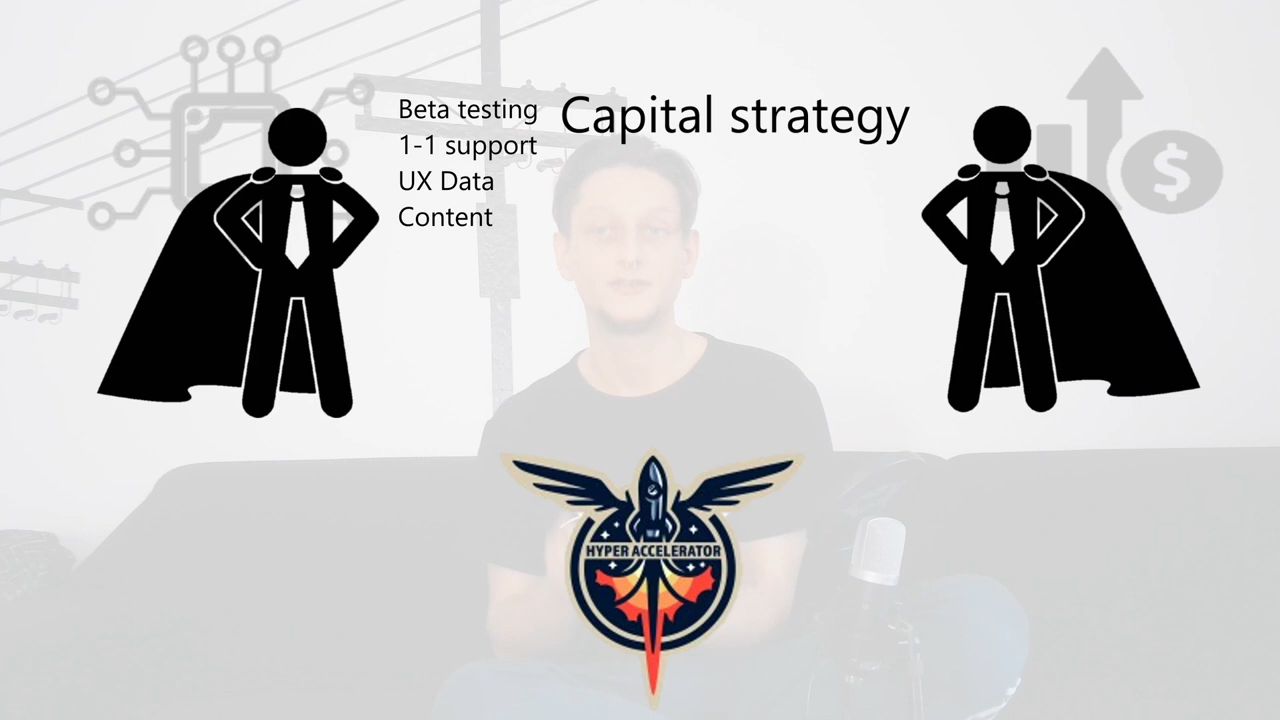 Capital strategy
Beta testing
1-1 support
UX Data
Content
$
HYPER ACCELERATOR